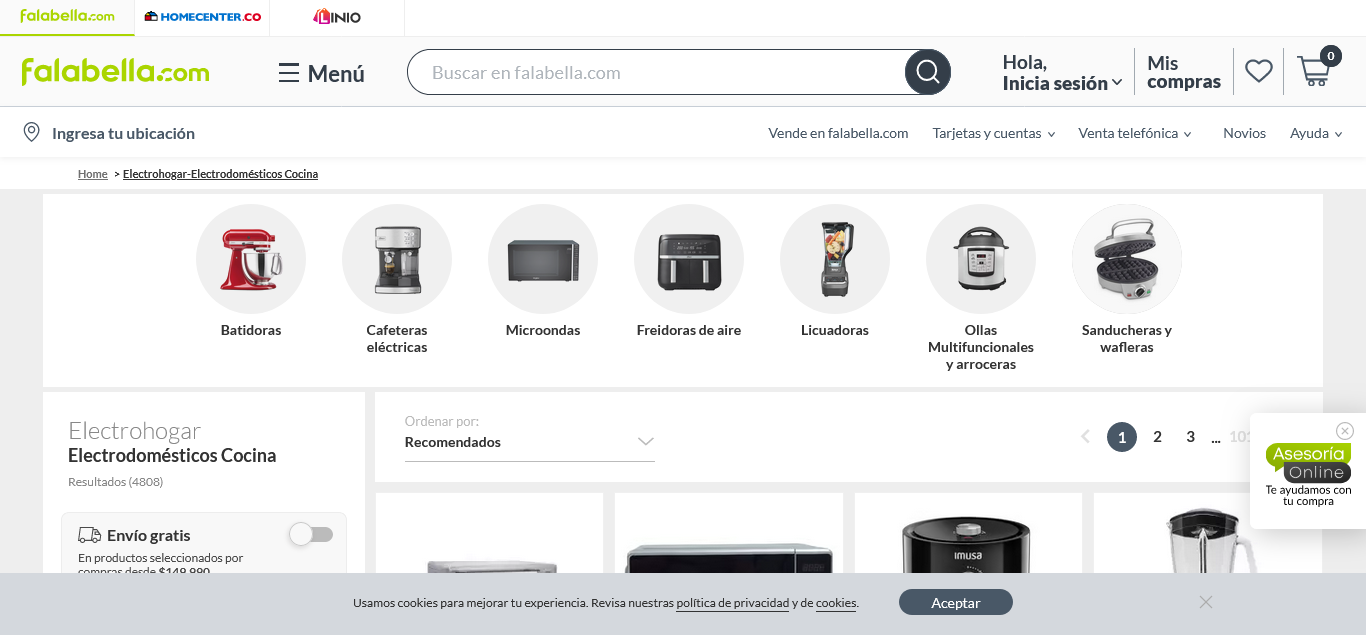 falabella.com
HOMECENTER.CO
LINIO
falabella.com
Menú
Buscar en falabella.com
Hola,
Inicia sesión
Mis
compras
0
Ingresa tu ubicación
Vende en falabella.com
Tarjetas y cuentas
Venta telefónica
Novios
Ayuda
Home > Electrohogar-Electrodomésticos Cocina
Batidoras
Cafeteras
eléctricas
Microondas
Freidoras de aire
Licuadoras
Ollas
Multifuncionales
y arroceras
Sanducheras y
wafleras
Electrohogar
Electrodomésticos Cocina
Resultados (4808)
Envío gratis
En productos seleccionados por
compras desde $149.990
Ordenar por:
Recomendados
1 2 3 ... 101
Asesoría
Online
Te ayudamos con
tu compra
IMUSA
Usamos cookies para mejorar tu experiencia. Revisa nuestras política de privacidad y de cookies.
Aceptar